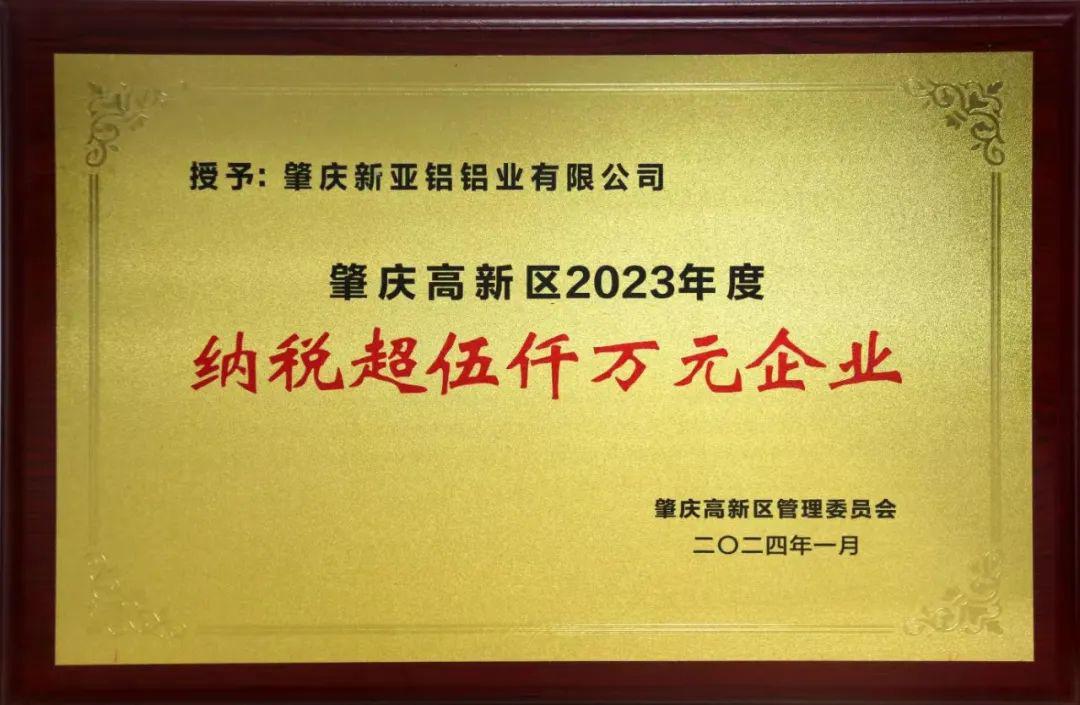 授予:肇庆新亚铝铝业有限公司
肇庆高新区2023年度
纳税超伍仟万元企业
肇庆高新区管理委员会
二〇二四年一月